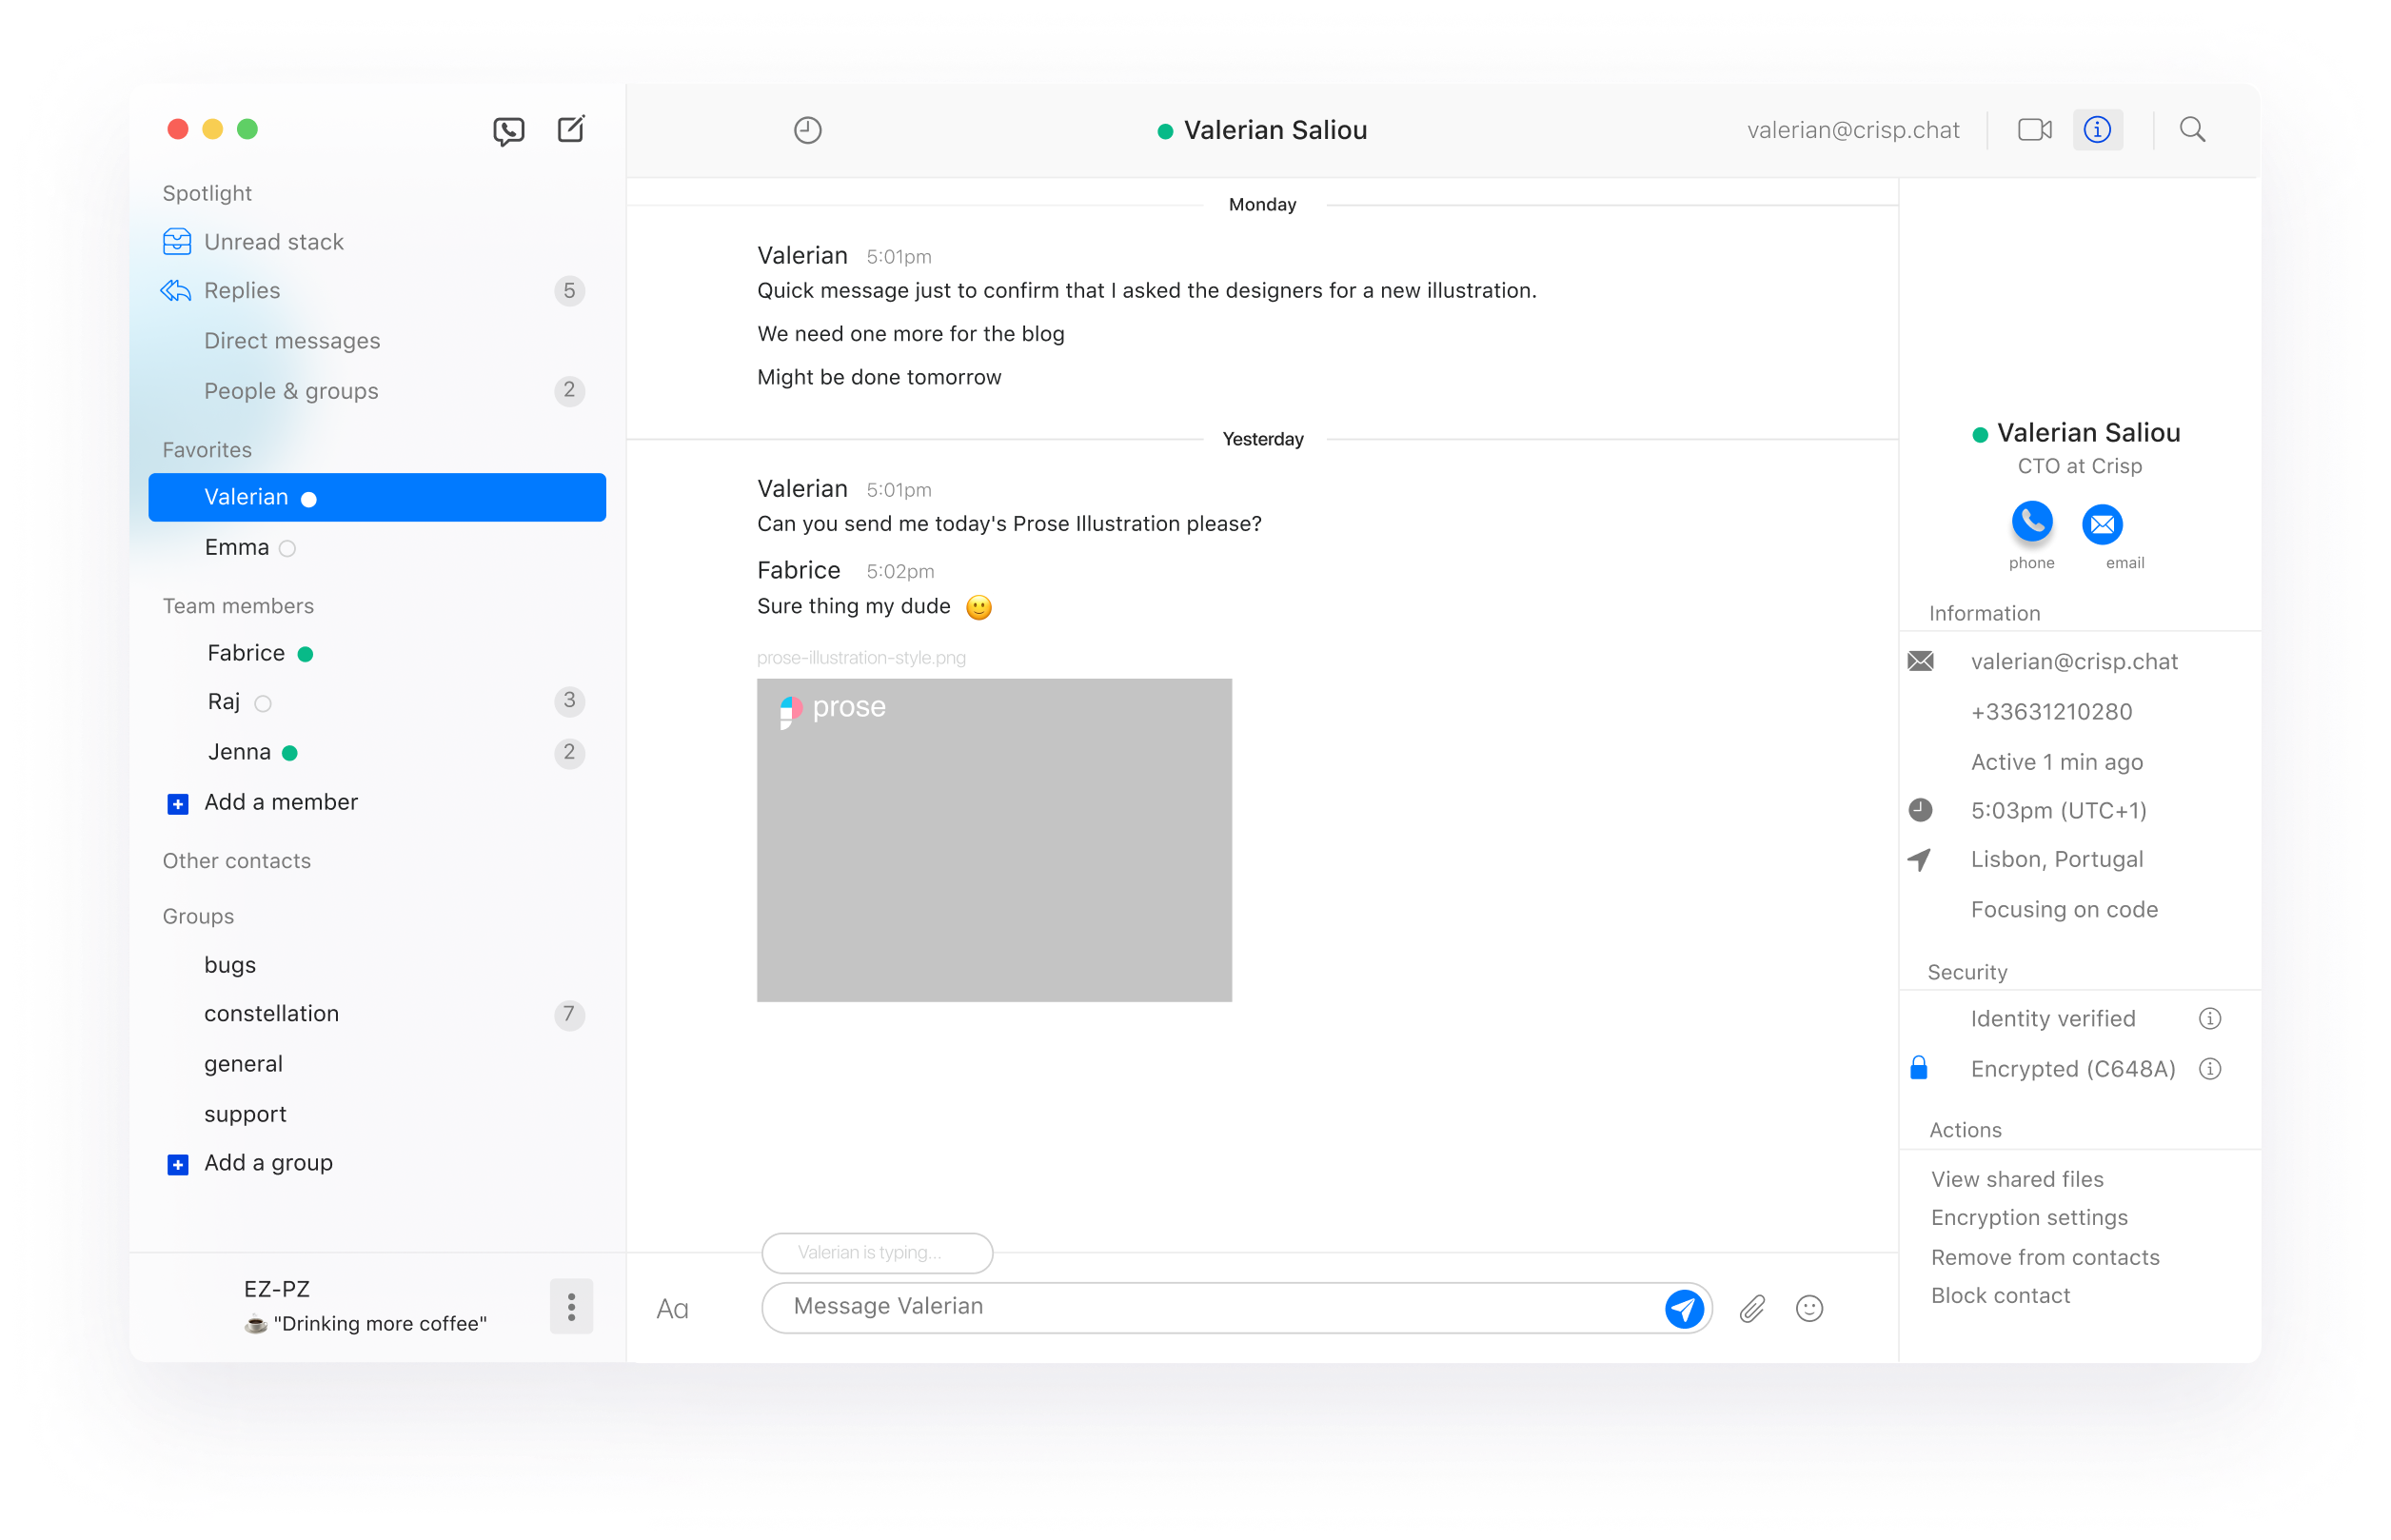 Spotlight
Unread stack
Replies 5
Direct messages
People & groups 2
Favorites
Valerian
Emma
Team members
Fabrice
Raj 3
Jenna 2
Add a member
Other contacts
Groups
bugs
constellation 7
general
support
Add a group
EZ-PZ
"Drinking more coffee"
Valerian Saliou
valerian@crisp.chat
Monday
Valerian 5:01pm
Quick message just to confirm that I asked the designers for a new illustration.
We need one more for the blog
Might be done tomorrow
Yesterday
Valerian 5:01pm
Can you send me today's Prose Illustration please?
Fabrice 5:02pm
Sure thing my dude 🙂
prose-illustration-style.png
prose
Valerian is typing...
Aa
Message Valerian
Valerian Saliou
CTO at Crisp
phone email
Information
valerian@crisp.chat
+33631210280
Active 1 min ago
5:03pm (UTC+1)
Lisbon, Portugal
Focusing on code
Security
Identity verified
Encrypted (C648A)
Actions
View shared files
Encryption settings
Remove from contacts
Block contact